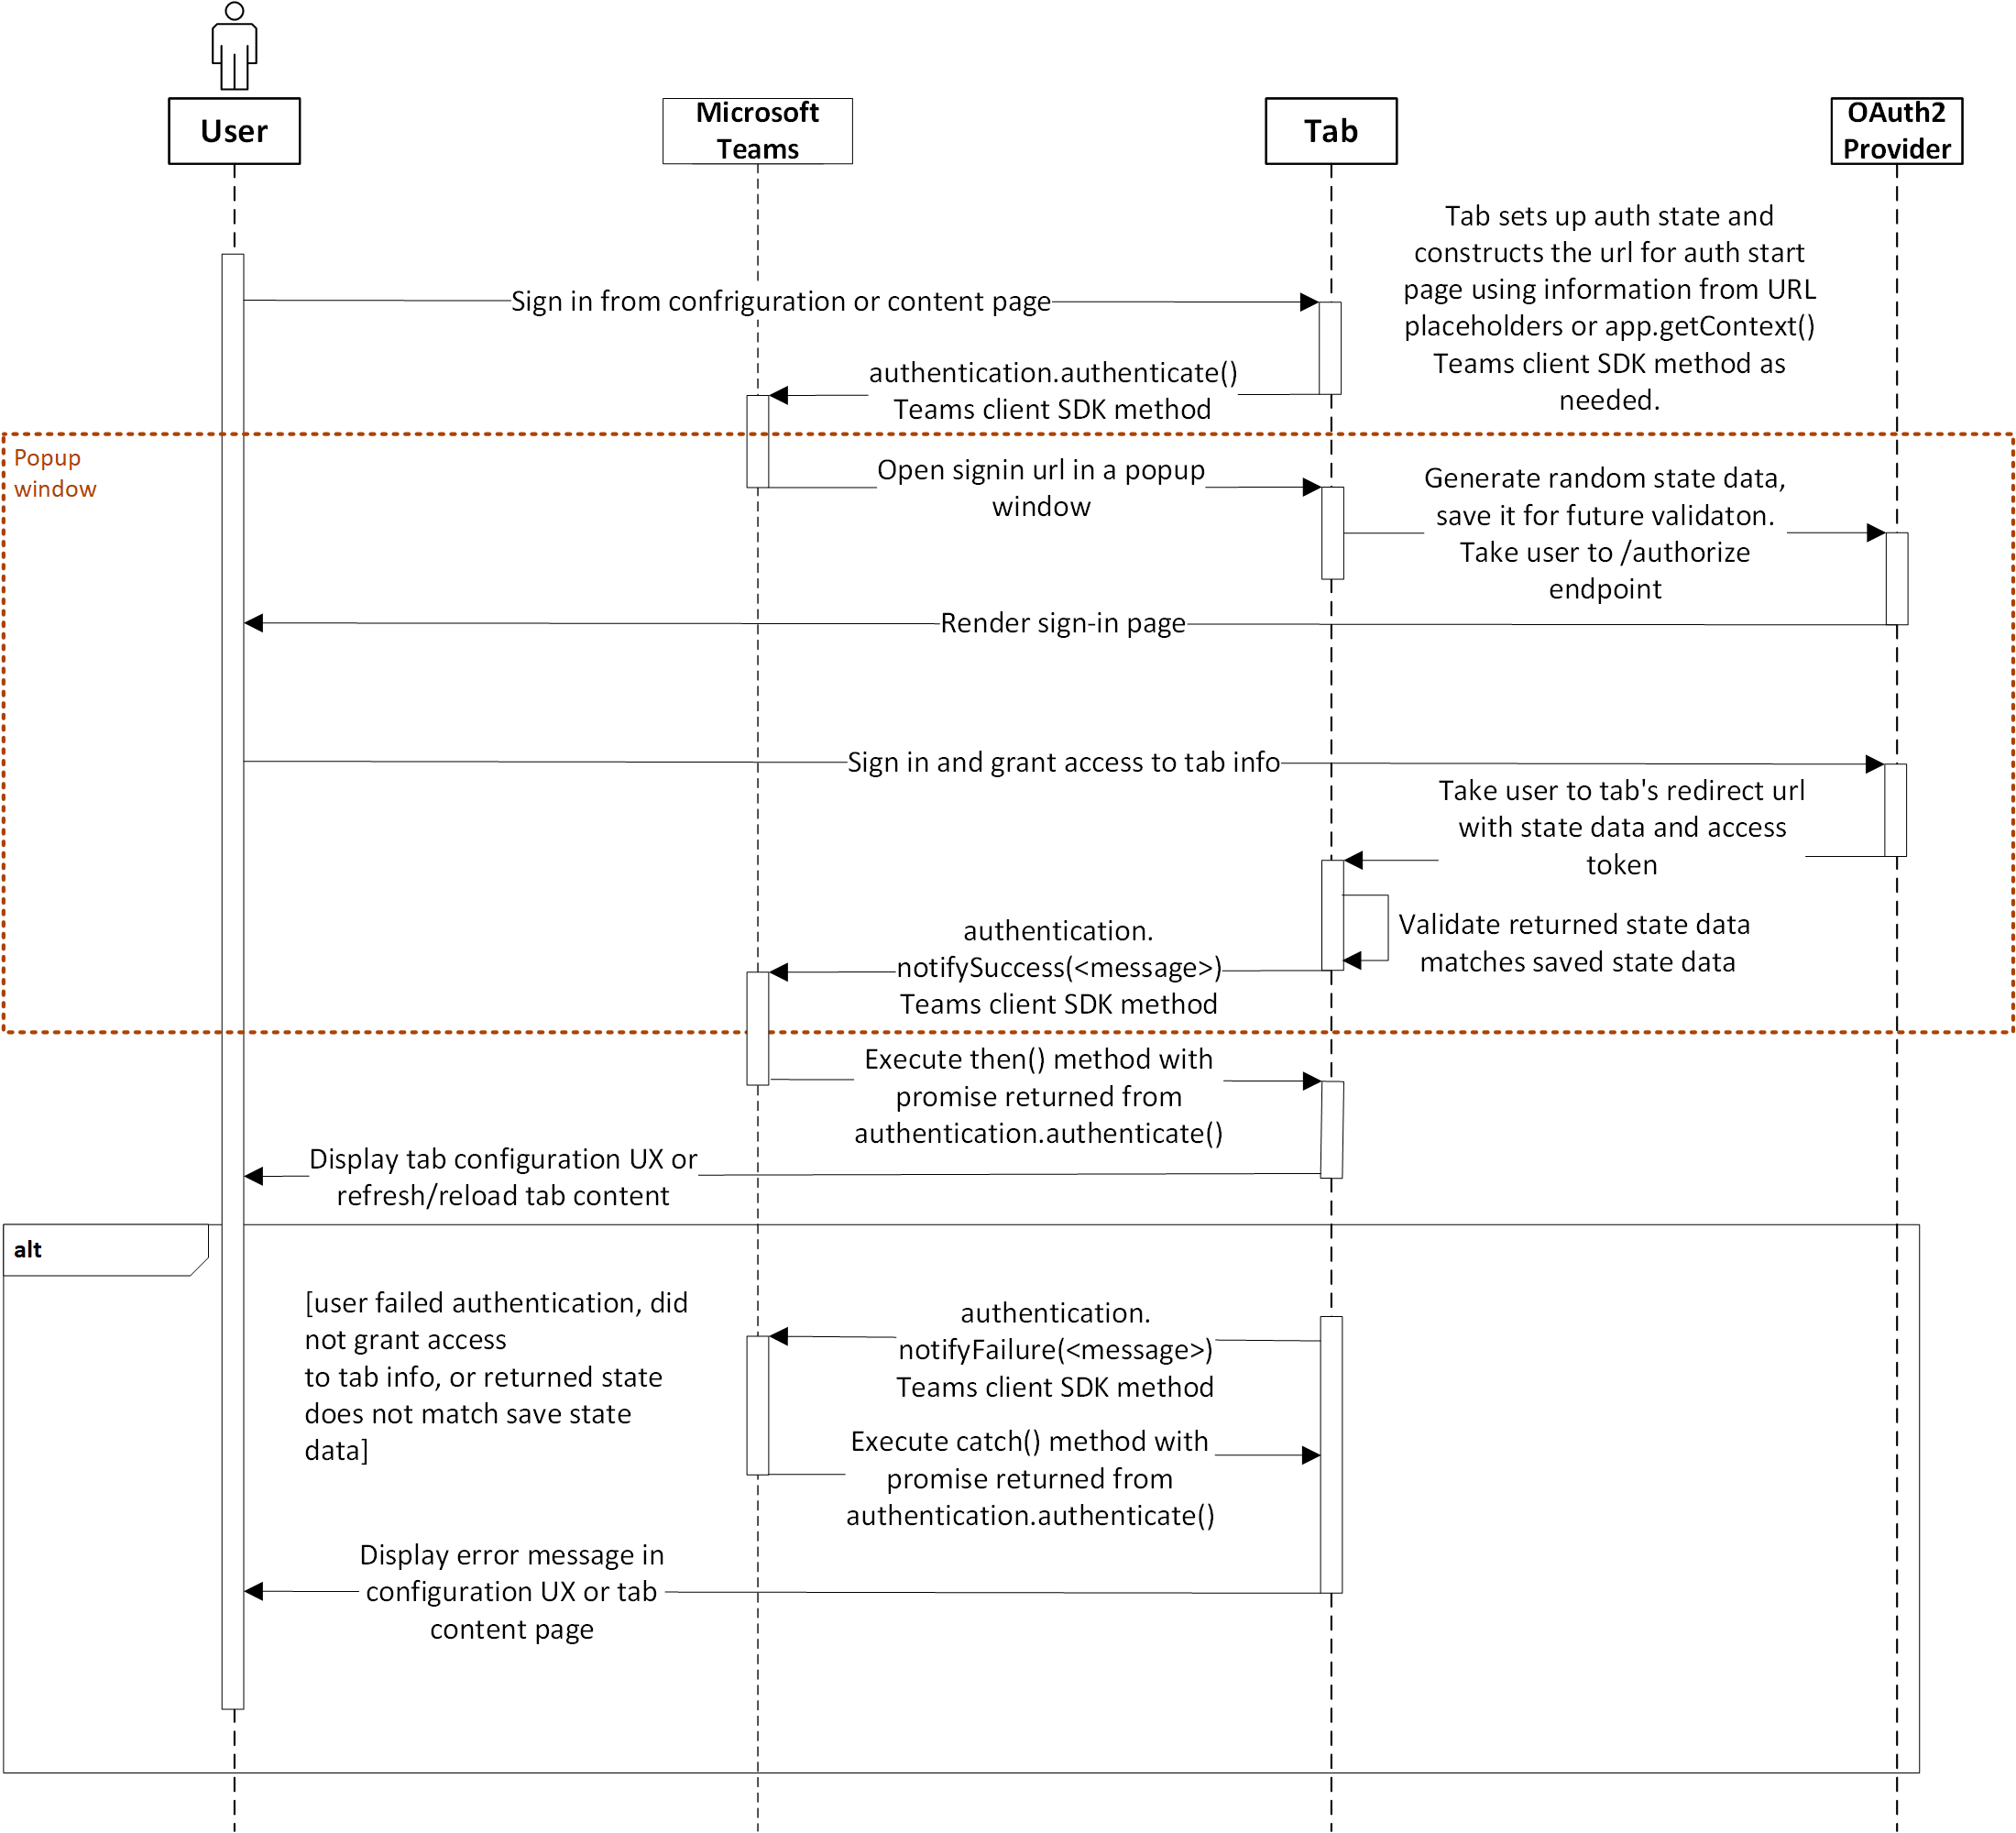 User
Microsoft
Teams
Tab
OAuth2
Provider
Tab sets up auth state and
constructs the url for auth start
page using information from URL
placeholders or app.getContext()
Teams client SDK method as
needed.
Sign in from confriguration or content page
authentication.authenticate()
Teams client SDK method
Popup
window
Open signin url in a popup
window
Generate random state data,
save it for future validaton.
Take user to /authorize
endpoint
Render sign-in page
Sign in and grant access to tab info
Take user to tab's redirect url
with state data and access
token
Validate returned state data
matches saved state data
authentication.
notifySuccess(<message>)
Teams client SDK method
Execute then() method with
promise returned from
authentication.authenticate()
Display tab configuration UX or
refresh/reload tab content
alt
[user failed authentication, did
not grant access
to tab info, or returned state
does not match save state
data]
authentication.
notifyFailure(<message>)
Teams client SDK method
Execute catch() method with
promise returned from
authentication.authenticate()
Display error message in
configuration UX or tab
content page